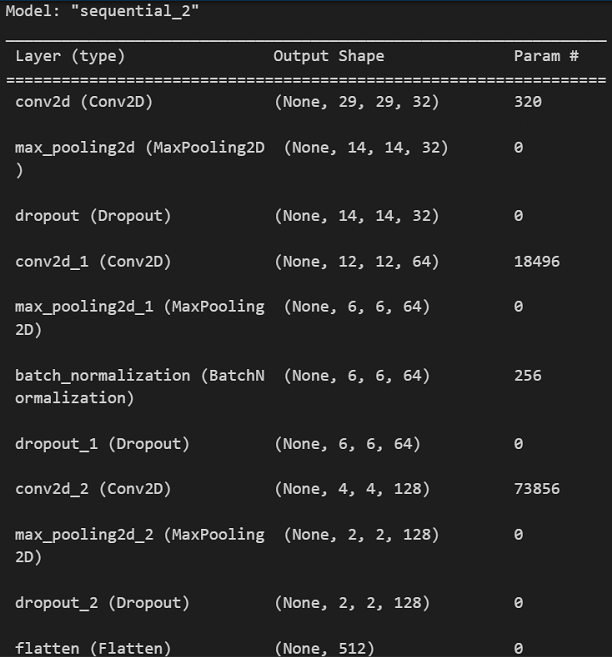 Model: "sequential_2"
_________________________________________________________________
Layer (type)                Output Shape              Param #
=================================================================
conv2d (Conv2D)             (None, 29, 29, 32)        320
max_pooling2d (MaxPooling2D  (None, 14, 14, 32)       0
)
dropout (Dropout)           (None, 14, 14, 32)        0
conv2d_1 (Conv2D)           (None, 12, 12, 64)        18496
max_pooling2d_1 (MaxPooling  (None, 6, 6, 64)         0
2D)
batch_normalization (BatchN  (None, 6, 6, 64)         256
ormalization)
dropout_1 (Dropout)         (None, 6, 6, 64)          0
conv2d_2 (Conv2D)           (None, 4, 4, 128)         73856
max_pooling2d_2 (MaxPooling  (None, 2, 2, 128)        0
2D)
dropout_2 (Dropout)         (None, 2, 2, 128)         0
flatten (Flatten)           (None, 512)               0